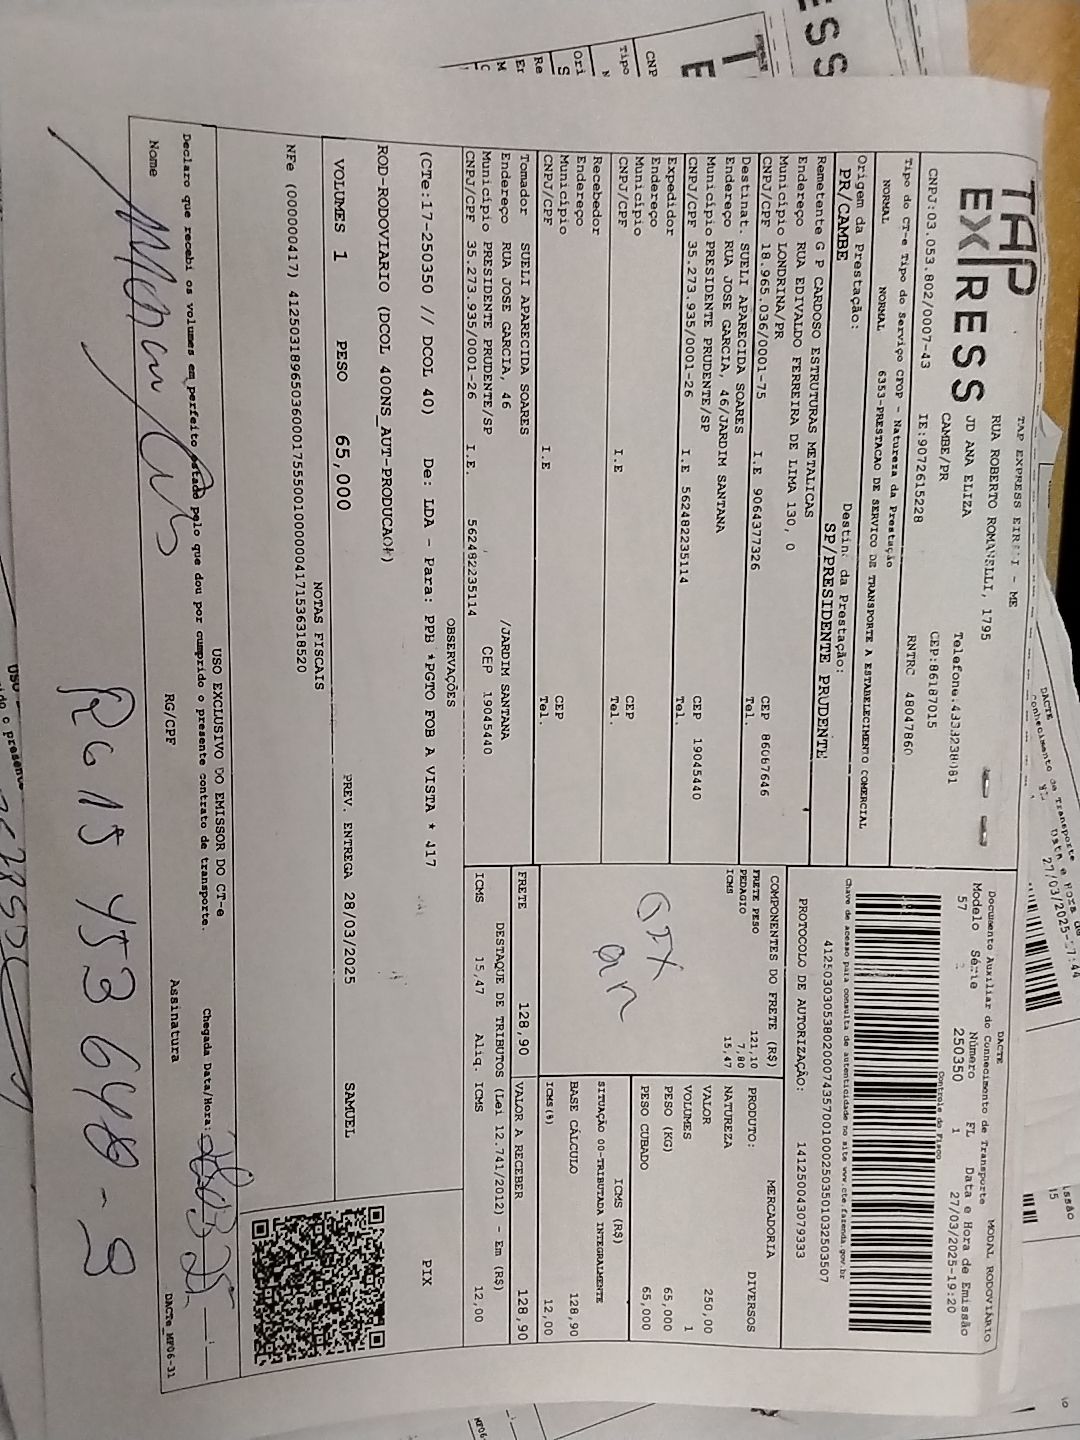 TAP
EXPRESS
TAP EXPRESS EIRELI - ME
RUA ROBERTO ROMANELLI, 1795
JD ANA ELIZA
CAMBE/PR
CEP:86187015
CNPJ:03.053.802/0007-43 IE:9072615228
RNTRC 48047860
Tipo do CT-e Tipo do Serviço CFOP - Natureza da Prestação
NORMAL NORMAL 6353-PRESTACAO DE SERVICO DE TRANSPORTE A ESTABELECIMENTO COMERCIAL
Origem da Prestação: Destin. da Prestação:
PR/CAMBE SP/PRESIDENTE PRUDENTE
Remetente G P CARDOSO ESTRUTURAS METALICAS
Endereço RUA EDIVALDO FERREIRA DE LIMA 130, 0
Município LONDRINA/PR CEP 86087646
CNPJ/CPF 18.965.036/0001-75 I.E 9064377326 Tel.
Destinat. SUELI APARECIDA SOARES
Endereço RUA JOSE GARCIA, 46/JARDIM SANTANA
Município PRESIDENTE PRUDENTE/SP CEP 19045440
CNPJ/CPF 35.273.935/0001-26 I.E 562482235114 Tel.
Expedidor
Endereço
Município CEP
CNPJ/CPF I.E Tel.
Recebedor
Endereço
Município CEP
CNPJ/CPF I.E Tel.
Tomador SUELI APARECIDA SOARES
Endereço RUA JOSE GARCIA, 46 /JARDIM SANTANA
Município PRESIDENTE PRUDENTE/SP CEP 19045440
CNPJ/CPF 35.273.935/0001-26 I.E. 562482235114
DACTE MODAL RODOVIÁRIO
Documento Auxiliar do Conhecimento de Transporte
Modelo Série Número FL Data e Hora de Emissão
57 250350 1 27/03/2025-19:20
Controle do Fisco
Chave de acesso para consulta de autenticidade no site www.cte.fazenda.gov.br
41250303053802000743570010002503501032503507
PROTOCOLO DE AUTORIZAÇÃO: 141250043079333
COMPONENTES DO FRETE (R$)
FRETE PESO 121,10
PEDAGIO 7,80
ICMS 15,47
MERCADORIA
PRODUTO: DIVERSOS
NATUREZA
VALOR 250,00
VOLUMES 1
PESO (KG) 65,000
PESO CUBADO 65,000
ICMS (R$)
SITUAÇÃO 00-TRIBUTADA INTEGRALMENTE
BASE CÁLCULO 128,90
ICMS(%) 12,00
FRETE 128,90 VALOR A RECEBER 128,90
DESTAQUE DE TRIBUTOS (Lei 12.741/2012) - Em (R$)
ICMS 15,47 Aliq. ICMS 12,00
OBSERVAÇÕES
(CTe:17-250350 // DCOL 40) De: LDA - Para: PPB *PGTO FOB A VISTA * 417
PIX
ROD-RODOVIARIO (DCOL 400NS_AUT-PRODUCAOR)
VOLUMES 1 PESO 65,000 PREV. ENTREGA 28/03/2025 SAMUEL
NOTAS FISCAIS
NFe (000000417) 41250318965036000175550010000004171536318520
USO EXCLUSIVO DO EMISSOR DO CT-e
Declaro que recebi os volumes em perfeito estado pelo que dou por cumprido o presente contrato de transporte.
Chegada Data/Hora:
Nome RG/CPF Assinatura
DACTe_MF06-31
RG 15 453 640-9
DACTE
Conhecimento de Transporte